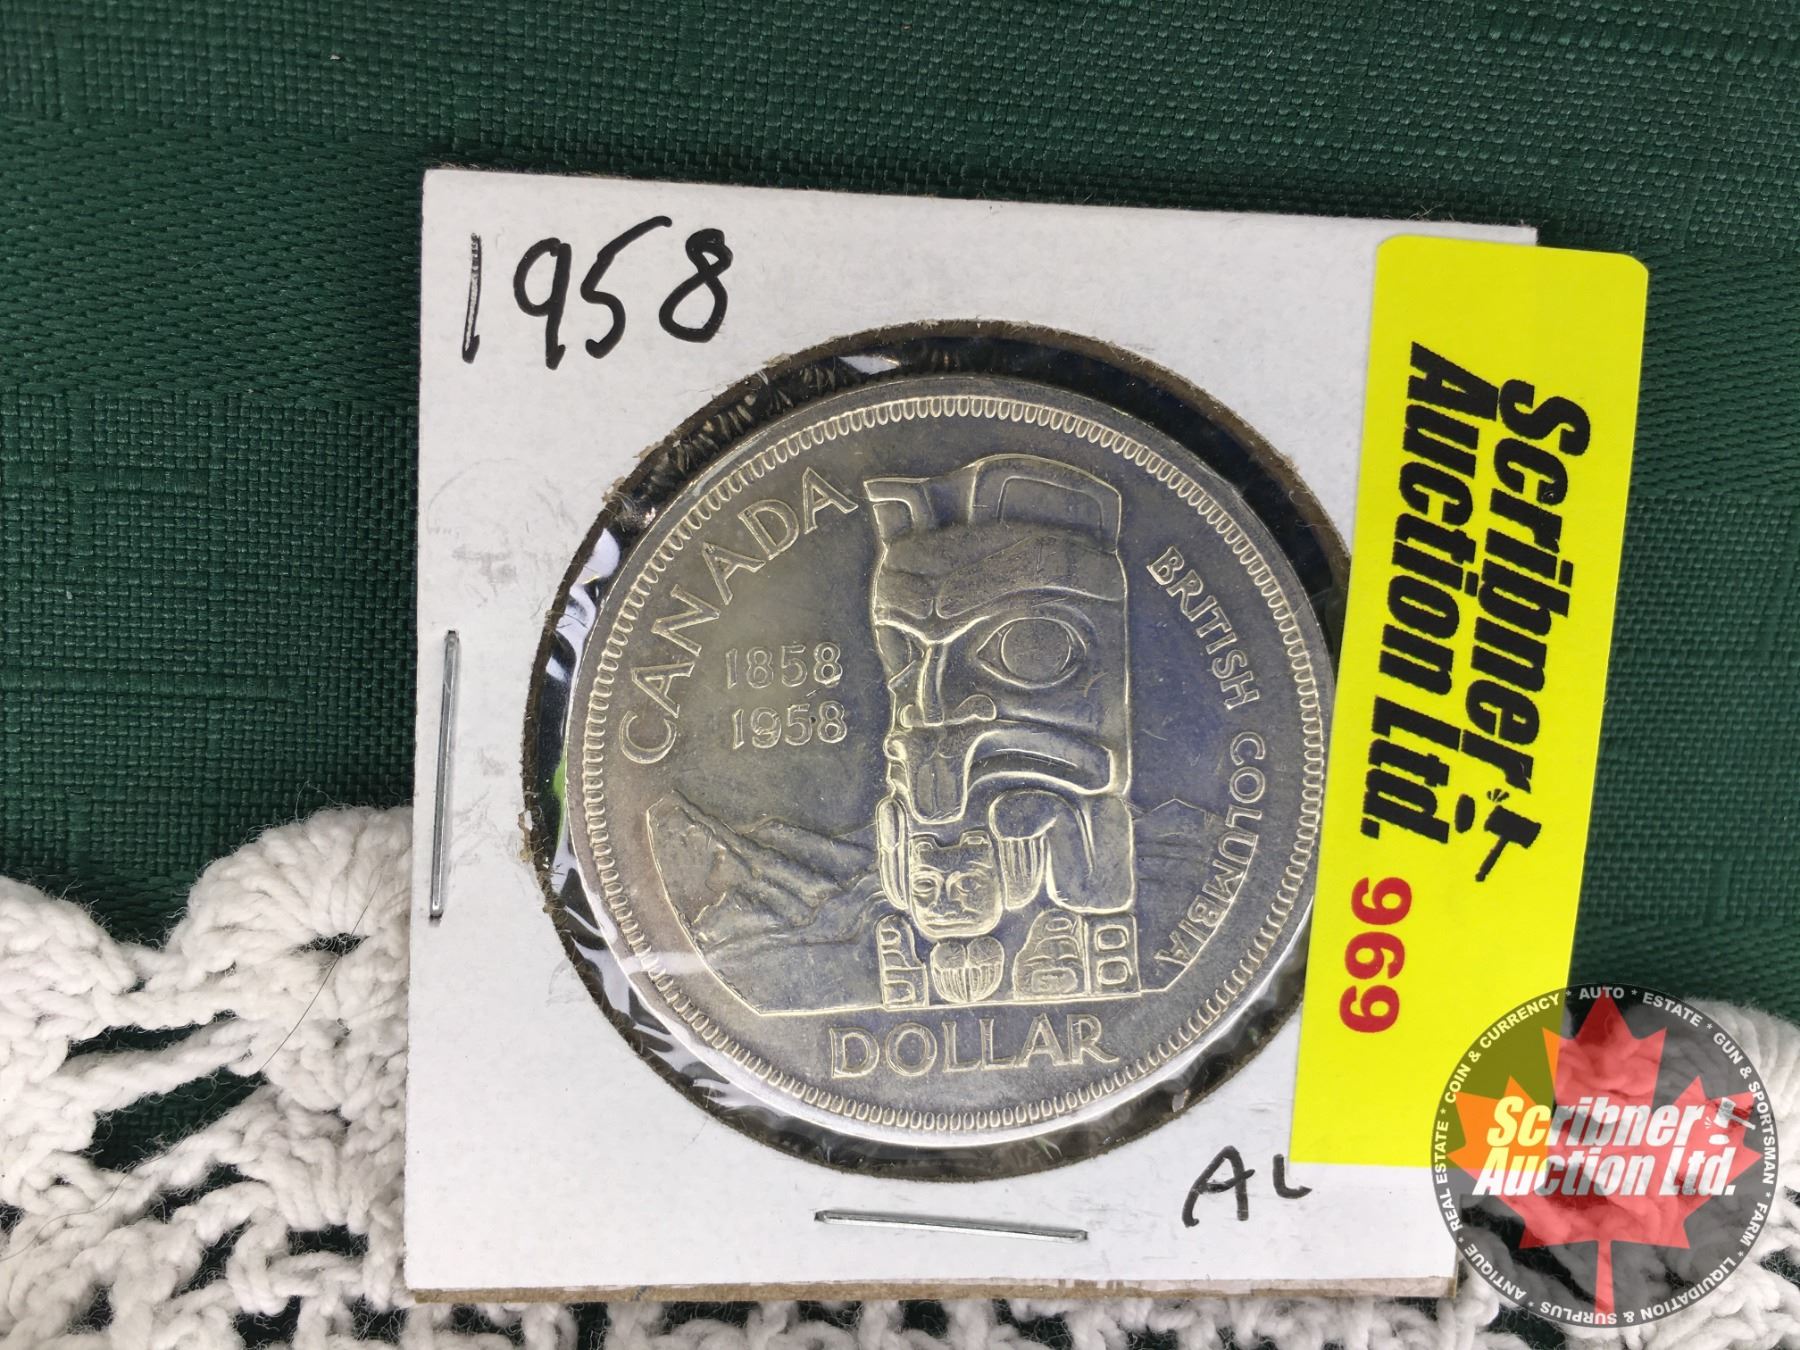 1958
CANADA
1858
1958
BRITISH COLUMBIA
DOLLAR
Scribner
Auction Ltd.
969
REAL ESTATE * COIN & CURRENCY * AUTO * ESTATE * GUN & SPORTSMAN * FARM * LIQUIDATION & SURPLUS * ANTIQUE *
Scribner
Auction Ltd.